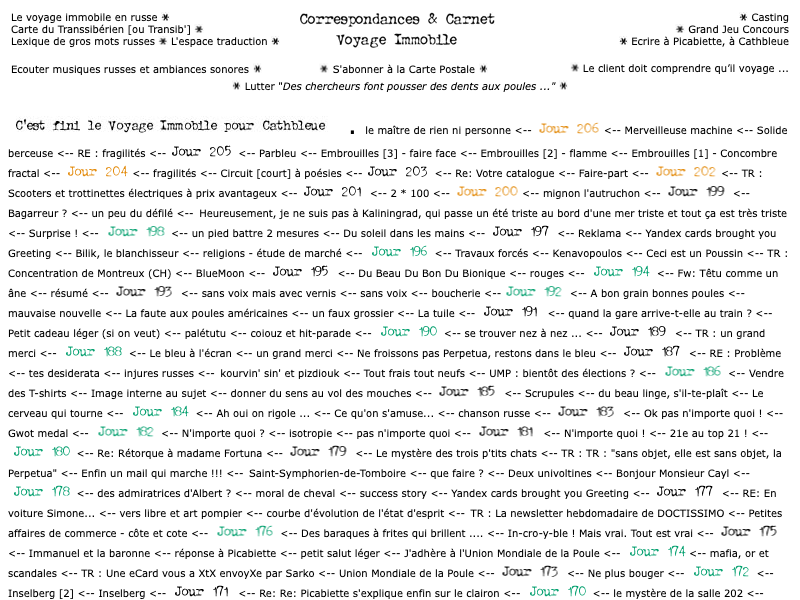 Le voyage immobile en russe ✷
Carte du Transsibérien [ou Transib'] ✷
Lexique de gros mots russes ✷ L'espace traduction ✷
Correspondances & Carnet
Voyage Immobile
✷ Casting
✷ Grand Jeu Concours
✷ Ecrire à Picabiette, à Cathbleue
Ecouter musiques russes et ambiances sonores ✷ ✷ S'abonner à la Carte Postale ✷ ✷ Le client doit comprendre qu'il voyage ...
✷ Lutter "Des chercheurs font pousser des dents aux poules ..." ✷
C'est fini le Voyage Immobile pour Cathbleue . le maître de rien ni personne <-- Jour 206 <-- Merveilleuse machine <-- Solide
berceuse <-- RE : fragilités <-- Jour 205 <-- Parbleu <-- Embrouilles [3] - faire face <-- Embrouilles [2] - flamme <-- Embrouilles [1] - Concombre
fractal <-- Jour 204 <-- fragilités <-- Circuit [court] à poésies <-- Jour 203 <-- Re: Votre catalogue <-- Faire-part <-- Jour 202 <-- TR :
Scooters et trottinettes électriques à prix avantageux <-- Jour 201 <-- 2 * 100 <-- Jour 200 <-- mignon l'autruchon <-- Jour 199 <--
Bagarreur ? <-- un peu du défilé <-- Heureusement, je ne suis pas à Kaliningrad, qui passe un été triste au bord d'une mer triste et tout ça est très triste
<-- Surprise ! <-- Jour 198 <-- un pied battre 2 mesures <-- Du soleil dans les mains <-- Jour 197 <-- Reklama <-- Yandex cards brought you
Greeting <-- Bilik, le blanchisseur <-- religions - étude de marché <-- Jour 196 <-- Travaux forcés <-- Kenavopoulos <-- Ceci est un Poussin <-- TR :
Concentration de Montreux (CH) <-- BlueMoon <-- Jour 195 <-- Du Beau Du Bon Du Bionique <-- rouges <-- Jour 194 <-- Fw: Têtu comme un
âne <-- résumé <-- Jour 193 <-- sans voix mais avec vernis <-- sans voix <-- boucherie <-- Jour 192 <-- A bon grain bonnes poules <--
mauvaise nouvelle <-- La faute aux poules américaines <-- un faux grossier <-- La tuile <-- Jour 191 <-- quand la gare arrive-t-elle au train ? <--
Petit cadeau léger (si on veut) <-- palétutu <-- coiouz et hit-parade <-- Jour 190 <-- se trouver nez à nez ... <-- Jour 189 <-- TR : un grand
merci <-- Jour 188 <-- Le bleu à l'écran <-- un grand merci <-- Ne froissons pas Perpetua, restons dans le bleu <-- Jour 187 <-- RE : Problème
<-- tes desiderata <-- injures russes <-- kourvin' sin' et pizdiouk <-- Tout frais tout neufs <-- UMP : bientôt des élections ? <-- Jour 186 <-- Vendre
des T-shirts <-- Image interne au sujet <-- donner du sens au vol des mouches <-- Jour 185 <-- Scrupules <-- du beau linge, s'il-te-plaît <-- Le
cerveau qui tourne <-- Jour 184 <-- Ah oui on rigole ... <-- Ce qu'on s'amuse... <-- chanson russe <-- Jour 183 <-- Ok pas n'importe quoi ! <--
Gwot medal <-- Jour 182 <-- N'importe quoi ? <-- isotropie <-- pas n'importe quoi <-- Jour 181 <-- N'importe quoi ! <-- 21e au top 21 ! <--
Jour 180 <-- Re: Rétorque à madame Fortuna <-- Jour 179 <-- Le mystère des trois p'tits chats <-- TR : TR : "sans objet, elle est sans objet, la
Perpetua" <-- Enfin un mail qui marche !!! <-- Saint-Symphorien-de-Tomboire <-- que faire ? <-- Deux univoltines <-- Bonjour Monsieur Cayl <--
Jour 178 <-- des admiratrices d'Albert ? <-- moral de cheval <-- success story <-- Yandex cards brought you Greeting <-- Jour 177 <-- RE: En
voiture Simone... <-- vers libre et art pompier <-- courbe d'évolution de l'état d'esprit <-- TR : La newsletter hebdomadaire de DOCTISSIMO <-- Petites
affaires de commerce - côte et cote <-- Jour 176 <-- Des baraques à frites qui brillent .... <-- In-cro-y-ble ! Mais vrai. Tout est vrai <-- Jour 175
<-- Immanuel et la baronne <-- réponse à Picabiette <-- petit salut léger <-- J'adhère à l'Union Mondiale de la Poule <-- Jour 174 <-- mafia, or et
scandales <-- TR : Une eCard vous a XtX envoyXe par Sarko <-- Union Mondiale de la Poule <-- Jour 173 <-- Ne plus bouger <-- Jour 172 <--
Inselberg [2] <-- Inselberg <-- Jour 171 <-- Re: Re: Picabiette s'explique enfin sur le clairon <-- Jour 170 <-- le mystère de la salle 202 <--